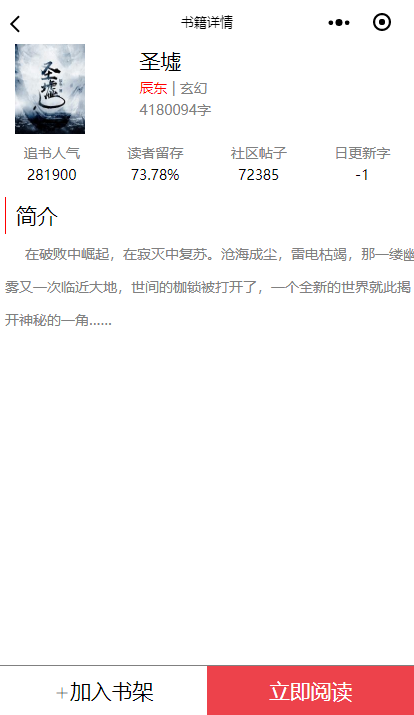 书籍详情
圣墟
圣墟
辰东 | 玄幻
4180094字
追书人气 读者留存 社区帖子 日更新字
281900 73.78% 72385 -1
简介
在破败中崛起，在寂灭中复苏。沧海成尘，雷电枯竭，那一缕幽
雾又一次临近大地，世间的枷锁被打开了，一个全新的世界就此揭
开神秘的一角……
+加入书架 立即阅读